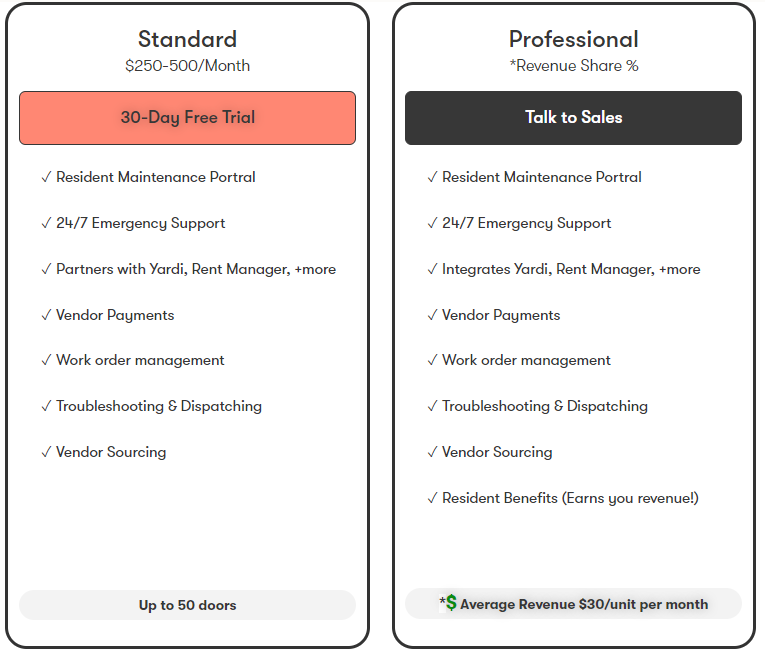 Standard
$250-500/Month
30-Day Free Trial
✓ Resident Maintenance Portral
✓ 24/7 Emergency Support
✓ Partners with Yardi, Rent Manager, +more
✓ Vendor Payments
✓ Work order management
✓ Troubleshooting & Dispatching
✓ Vendor Sourcing
Up to 50 doors
Professional
*Revenue Share %
Talk to Sales
✓ Resident Maintenance Portral
✓ 24/7 Emergency Support
✓ Integrates Yardi, Rent Manager, +more
✓ Vendor Payments
✓ Work order management
✓ Troubleshooting & Dispatching
✓ Vendor Sourcing
✓ Resident Benefits (Earns you revenue!)
*$ Average Revenue $30/unit per month